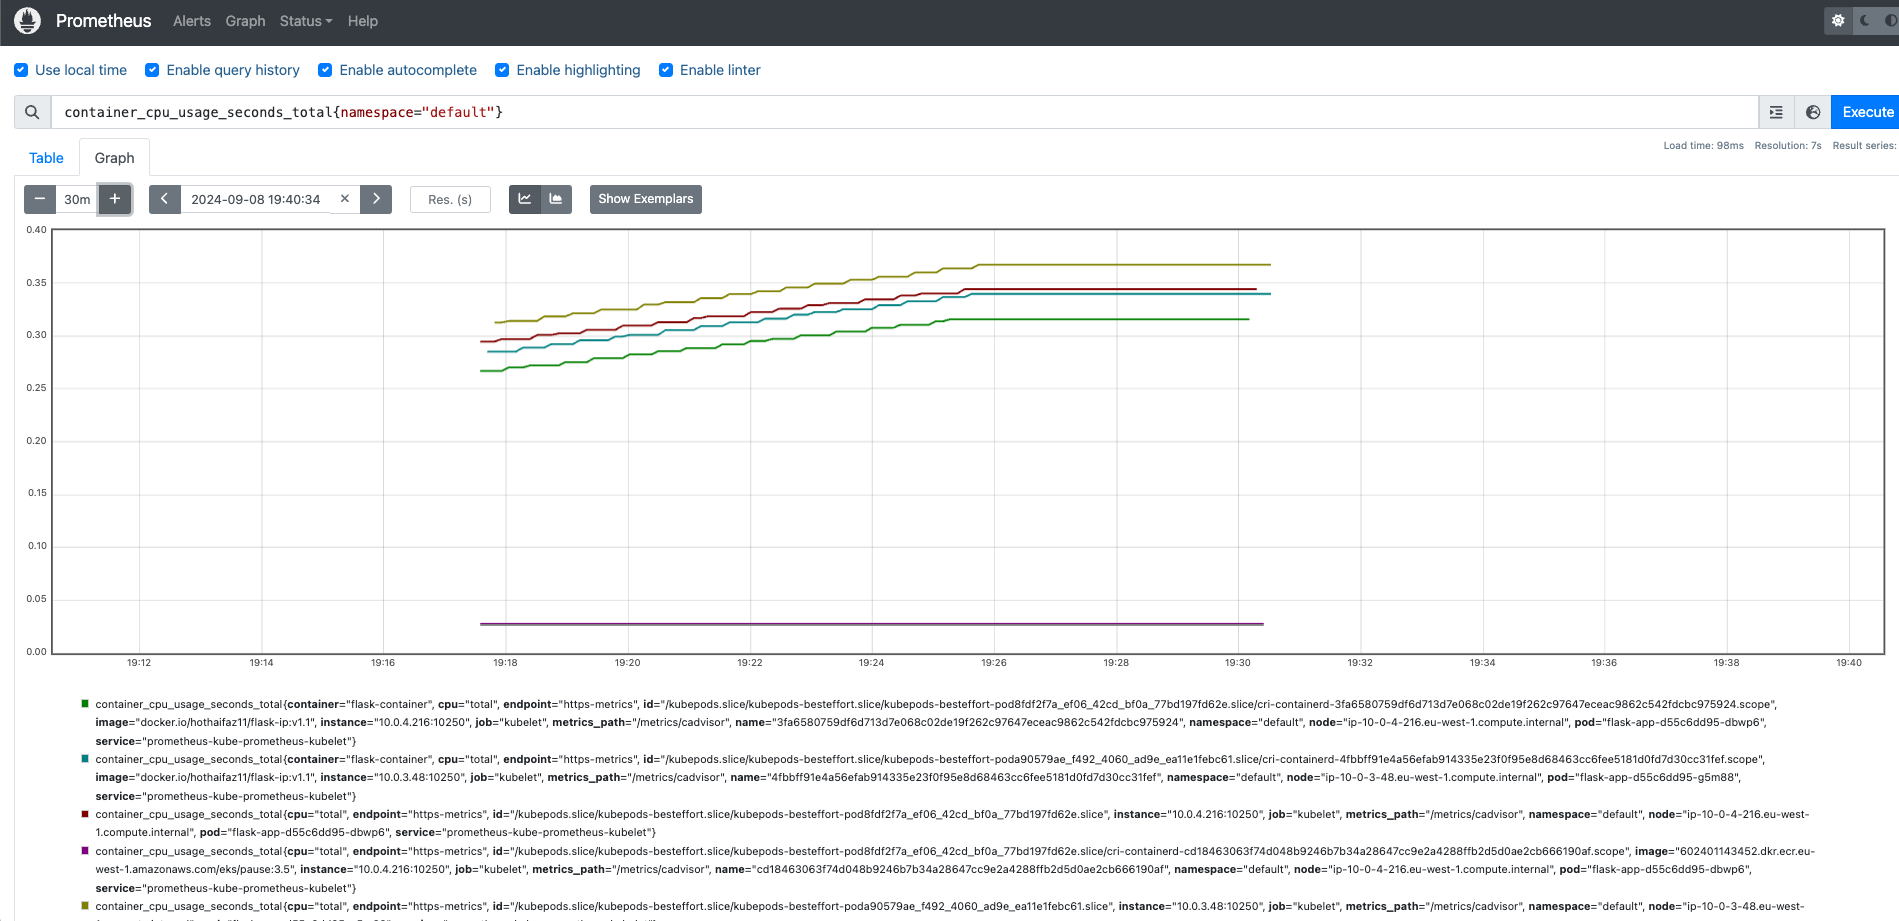 Prometheus Alerts Graph Status Help
Use local time Enable query history Enable autocomplete Enable highlighting Enable linter
container_cpu_usage_seconds_total{namespace="default"}
Execute
Load time: 98ms Resolution: 7s Result series:
Table Graph
30m 2024-09-08 19:40:34 Res. (s) Show Exemplars
0.40
0.35
0.30
0.25
0.20
0.15
0.10
0.05
0.00
19:12 19:14 19:16 19:18 19:20 19:22 19:24 19:26 19:28 19:30 19:32 19:34 19:36 19:38 19:40
container_cpu_usage_seconds_total{container="flask-container", cpu="total", endpoint="https-metrics", id="/kubepods.slice/kubepods-besteffort.slice/kubepods-besteffort-pod8fdf2f7a_ef06_42cd_bf0a_77bd197fd62e.slice/cri-containerd-3fa6580759df6d713d7e068c02de19f262c97647eceac9862c542fdcbc975924.scope",
image="docker.io/hothaifaz11/flask-ip:v1.1", instance="10.0.4.216:10250", job="kubelet", metrics_path="/metrics/cadvisor", name="3fa6580759df6d713d7e068c02de19f262c97647eceac9862c542fdcbc975924", namespace="default", node="ip-10-0-4-216.eu-west-1.compute.internal", pod="flask-app-d55c6dd95-dbwp6",
service="prometheus-kube-prometheus-kubelet"}
container_cpu_usage_seconds_total{container="flask-container", cpu="total", endpoint="https-metrics", id="/kubepods.slice/kubepods-besteffort.slice/kubepods-besteffort-poda90579ae_f492_4060_ad9e_ea11e1febc61.slice/cri-containerd-4fbbff91e4a56efab914335e23f0f95e8d68463cc6fee5181d0fd7d30cc31fef.scope",
image="docker.io/hothaifaz11/flask-ip:v1.1", instance="10.0.3.48:10250", job="kubelet", metrics_path="/metrics/cadvisor", name="4fbbff91e4a56efab914335e23f0f95e8d68463cc6fee5181d0fd7d30cc31fef", namespace="default", node="ip-10-0-3-48.eu-west-1.compute.internal", pod="flask-app-d55c6dd95-g5m88",
service="prometheus-kube-prometheus-kubelet"}
container_cpu_usage_seconds_total{cpu="total", endpoint="https-metrics", id="/kubepods.slice/kubepods-besteffort.slice/kubepods-besteffort-pod8fdf2f7a_ef06_42cd_bf0a_77bd197fd62e.slice", instance="10.0.4.216:10250", job="kubelet", metrics_path="/metrics/cadvisor", namespace="default", node="ip-10-0-4-216.eu-west-
1.compute.internal", pod="flask-app-d55c6dd95-dbwp6", service="prometheus-kube-prometheus-kubelet"}
container_cpu_usage_seconds_total{cpu="total", endpoint="https-metrics", id="/kubepods.slice/kubepods-besteffort.slice/kubepods-besteffort-pod8fdf2f7a_ef06_42cd_bf0a_77bd197fd62e.slice/cri-containerd-cd18463063f74d048b9246b7b34a28647cc9e2a4288ffb2d5d0ae2cb666190af.scope", image="602401143452.dkr.ecr.eu-
west-1.amazonaws.com/eks/pause:3.5", instance="10.0.4.216:10250", job="kubelet", metrics_path="/metrics/cadvisor", name="cd18463063f74d048b9246b7b34a28647cc9e2a4288ffb2d5d0ae2cb666190af", namespace="default", node="ip-10-0-4-216.eu-west-1.compute.internal", pod="flask-app-d55c6dd95-dbwp6",
service="prometheus-kube-prometheus-kubelet"}
container_cpu_usage_seconds_total{cpu="total", endpoint="https-metrics", id="/kubepods.slice/kubepods-besteffort.slice/kubepods-besteffort-poda90579ae_f492_4060_ad9e_ea11e1febc61.slice", instance="10.0.3.48:10250", job="kubelet", metrics_path="/metrics/cadvisor", namespace="default", node="ip-10-0-3-48.eu-west-